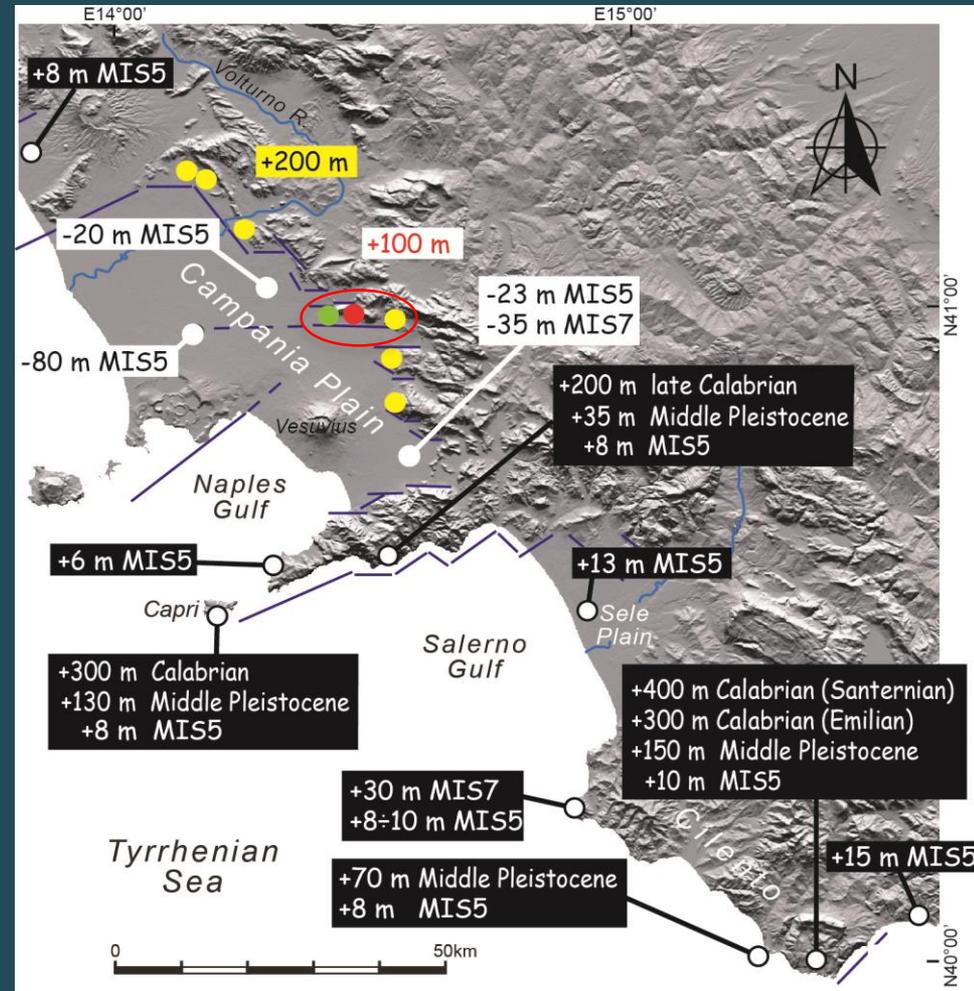 E14°00'
E15°00'
+8 m MIS5
Volturno R.
N
+200 m
-20 m MIS5
+100 m
Campania Plain
-23 m MIS5
-35 m MIS7
N41°00'
-80 m MIS5
+200 m late Calabrian
+35 m Middle Pleistocene
+8 m MIS5
Vesuvius
Naples
Gulf
+6 m MIS5
+13 m MIS5
Capri
Sele
Plain
Salerno
Gulf
+300 m Calabrian
+130 m Middle Pleistocene
+8 m MIS5
+400 m Calabrian (Santernian)
+300 m Calabrian (Emilian)
+150 m Middle Pleistocene
+10 m MIS5
+30 m MIS7
+8÷10 m MIS5
Cilento
Tyrrhenian
Sea
+15 m MIS5
+70 m Middle Pleistocene
+8 m MIS5
0
50km
N40°00'